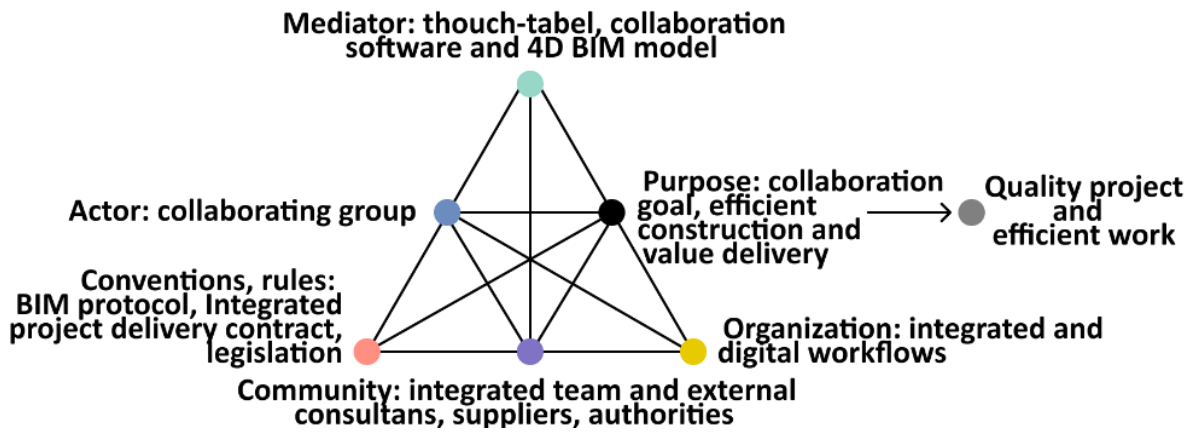 Mediator: thouch-tabel, collaboration
software and 4D BIM model
Actor: collaborating group
Purpose: collaboration
goal, efficient
construction and
value delivery
Quality project
and
efficient work
Conventions, rules:
BIM protocol, Integrated
project delivery contract,
legislation
Organization: integrated and
digital workflows
Community: integrated team and external
consultans, suppliers, authorities